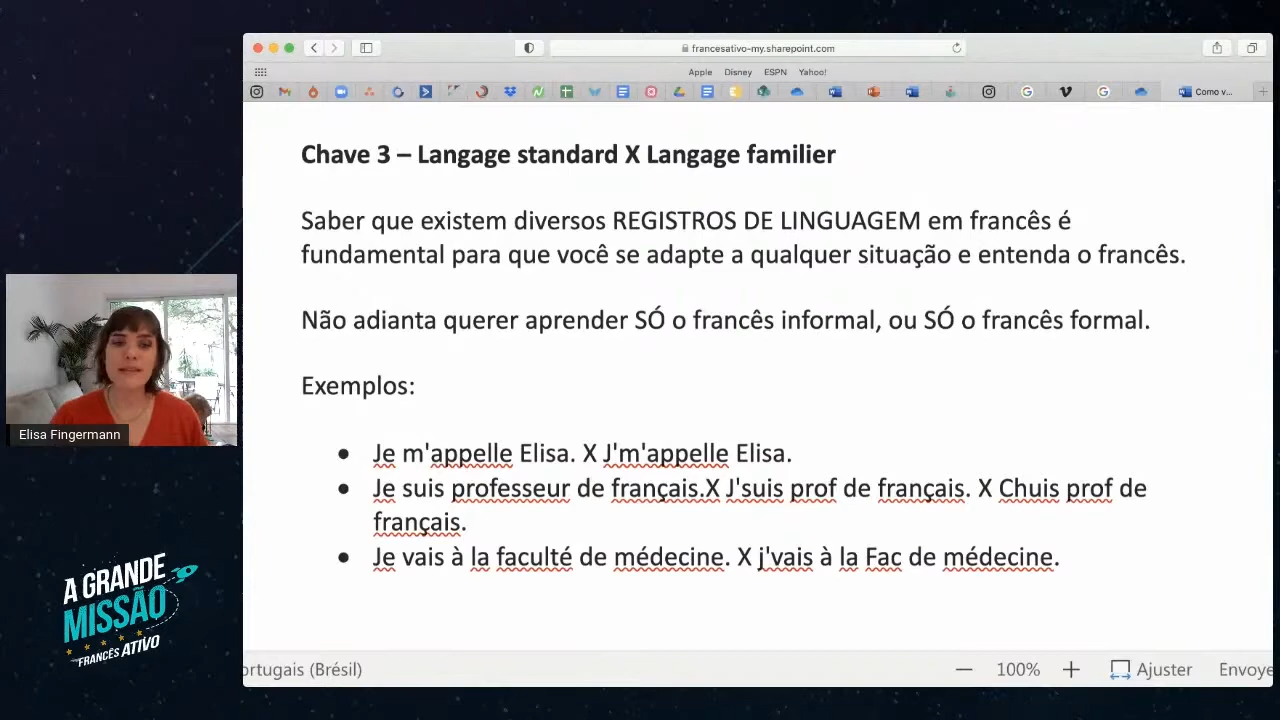 francesativo-my.sharepoint.com
Apple Disney ESPN Yahoo!
Como v...
Chave 3 – Langage standard X Langage familier
Saber que existem diversos REGISTROS DE LINGUAGEM em francês é
fundamental para que você se adapte a qualquer situação e entenda o francês.
Não adianta querer aprender SÓ o francês informal, ou SÓ o francês formal.
Exemplos:
• Je m'appelle Elisa. X J'm'appelle Elisa.
• Je suis professeur de français.X J'suis prof de français. X Chuis prof de
français.
• Je vais à la faculté de médecine. X j'vais à la Fac de médecine.
Elisa Fingermann
A GRANDE
MISSÃO
FRANCÊS ATIVO
ortugais (Brésil)
100%
Ajuster
Envoye